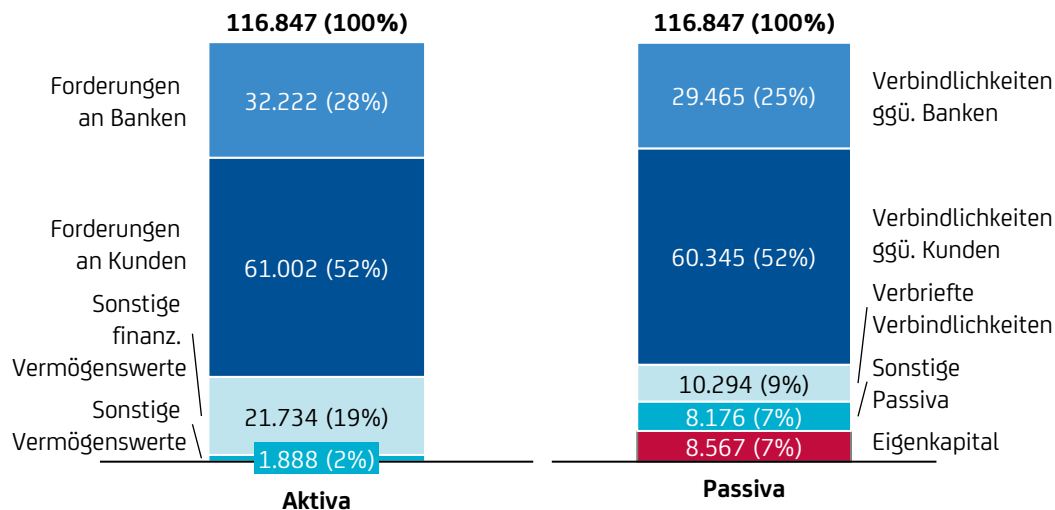 116.847 (100%)
Forderungen
an Banken
32.222 (28%)
Forderungen
an Kunden
61.002 (52%)
Sonstige
finanz.
Vermögenswerte
21.734 (19%)
Sonstige
Vermögenswerte
1.888 (2%)
Aktiva
116.847 (100%)
29.465 (25%)
Verbindlichkeiten
ggü. Banken
60.345 (52%)
Verbindlichkeiten
ggü. Kunden
Verbriefte
Verbindlichkeiten
10.294 (9%)
Sonstige
Passiva
8.176 (7%)
8.567 (7%)
Eigenkapital
Passiva